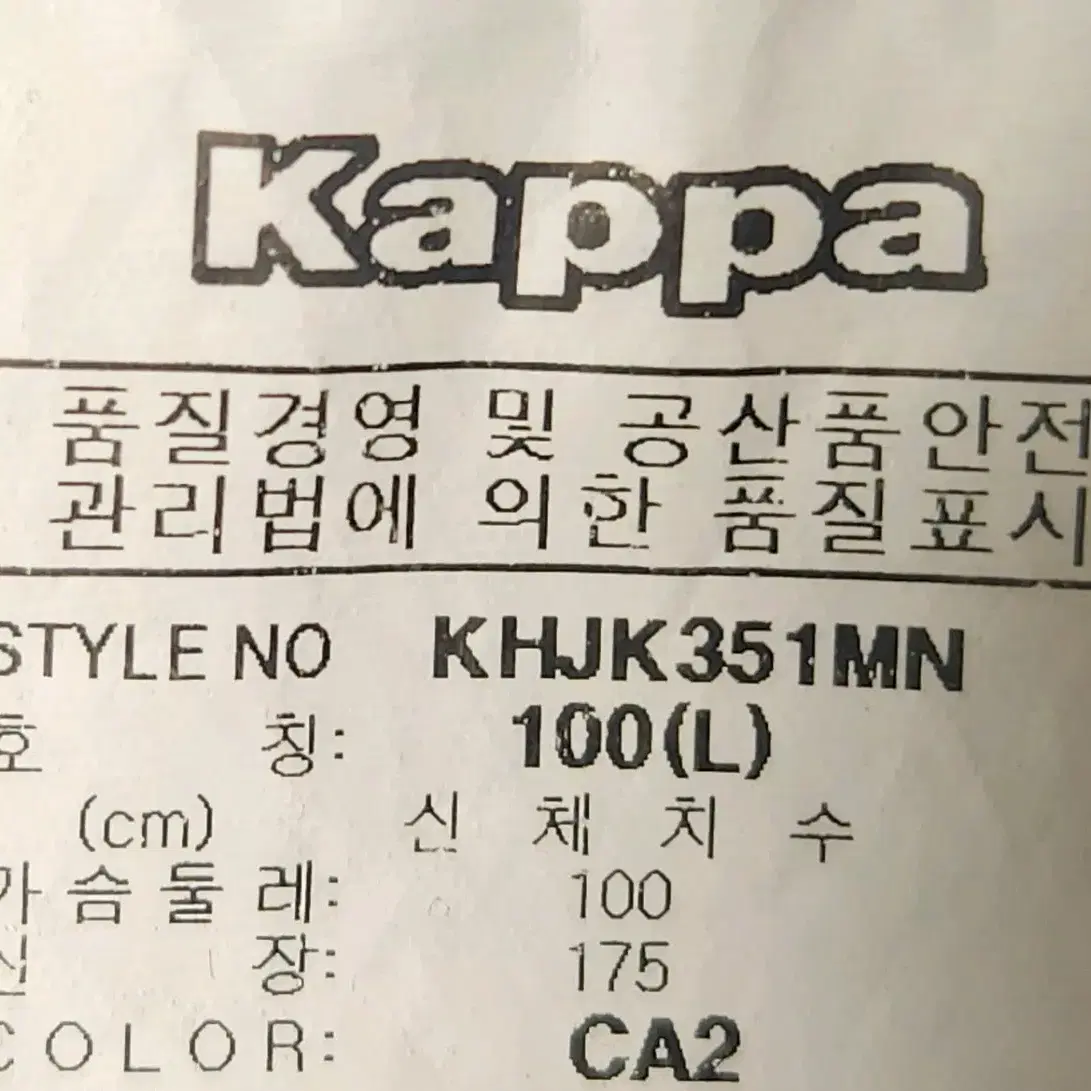 Kappa
품질경영 및 공산품안전
관리법에 의한 품질표시
STYLE NO KHJK351MN
호 칭: 100(L)
(cm) 신 체 치 수
가슴둘레: 100
신 장: 175
COLOR: CA2